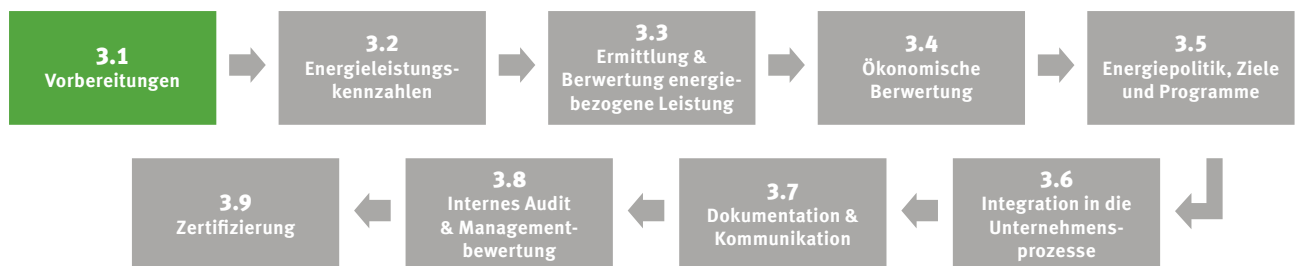 3.1
Vorbereitungen
3.2
Energieleistungs-
kennzahlen
3.3
Ermittlung &
Berwertung energie-
bezogene Leistung
3.4
Ökonomische
Berwertung
3.5
Energiepolitik, Ziele
und Programme
3.6
Integration in die
Unternehmens-
prozesse
3.7
Dokumentation &
Kommunikation
3.8
Internes Audit
& Management-
bewertung
3.9
Zertifizierung